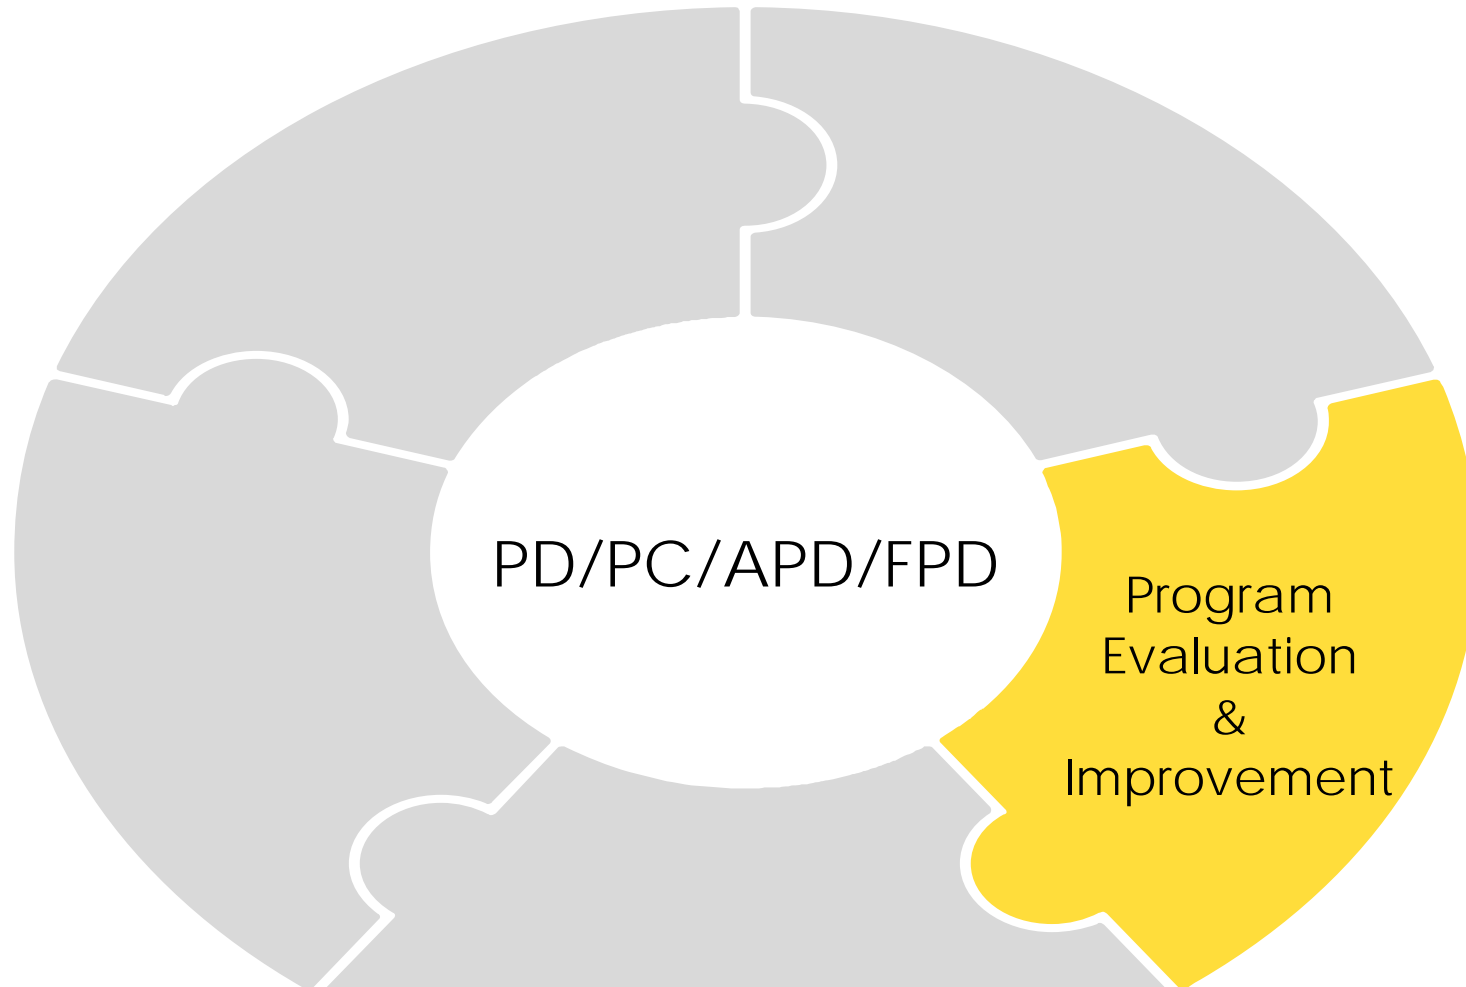 PD/PC/APD/FPD
Program
Evaluation
&
Improvement